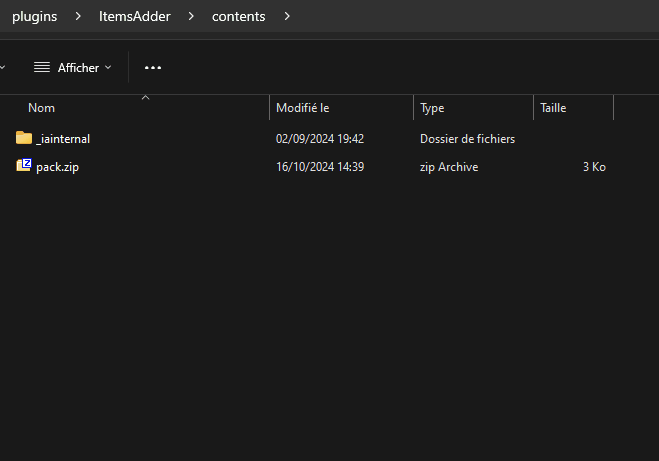 plugins > ItemsAdder > contents >
Afficher
Nom Modifié le Type Taille
_iainternal 02/09/2024 19:42 Dossier de fichiers
pack.zip 16/10/2024 14:39 zip Archive 3 Ko